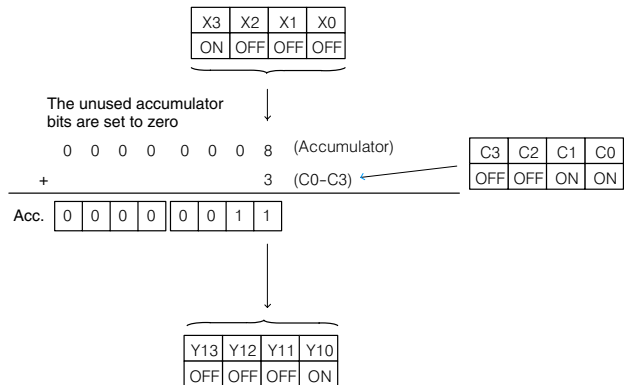 X3 X2 X1 X0
ON OFF OFF OFF
The unused accumulator
bits are set to zero
0 0 0 0 0 0 0 8 (Accumulator)
+ 3 (C0-C3)
C3 C2 C1 C0
OFF OFF ON ON
Acc. 0 0 0 0 0 0 1 1
Y13 Y12 Y11 Y10
OFF OFF OFF ON